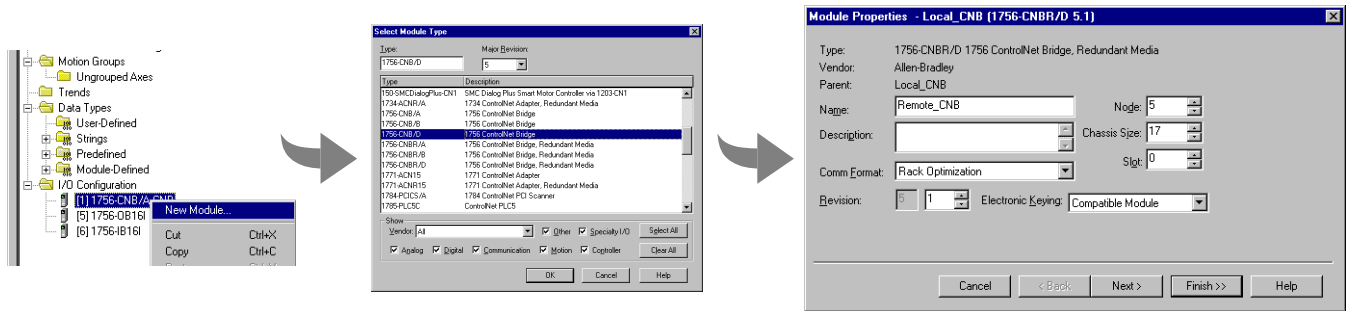 Motion Groups
Ungrouped Axes
Trends
Data Types
User-Defined
Strings
Predefined
Module-Defined
I/O Configuration
[1] 1756-CNB/A CNB
[5] 1756-OB16I
[6] 1756-IB16I
New Module...
Cut Ctrl+X
Copy Ctrl+C
Select Module Type
Type: Major Revision:
1756-CNB/D 5
Type Description
150-SMCDialogPlus-CN1 SMC Dialog Plus Smart Motor Controller via 1203-CN1
1734-ACNR/A 1734 ControlNet Adapter, Redundant Media
1756-CNB/A 1756 ControlNet Bridge
1756-CNB/B 1756 ControlNet Bridge
1756-CNB/D 1756 ControlNet Bridge
1756-CNBR/A 1756 ControlNet Bridge, Redundant Media
1756-CNBR/B 1756 ControlNet Bridge, Redundant Media
1756-CNBR/D 1756 ControlNet Bridge, Redundant Media
1771-ACN15 1771 ControlNet Adapter
1771-ACNR15 1771 ControlNet Adapter, Redundant Media
1784-PCICS/A 1784 ControlNet PCI Scanner
1785-PLC5C ControlNet PLC5
Show
Vendor: All Other Specialty I/O Select All
Analog Digital Communication Motion Controller Clear All
OK Cancel Help
Module Properties - Local_CNB (1756-CNBR/D 5.1)
Type: 1756-CNBR/D 1756 ControlNet Bridge, Redundant Media
Vendor: Allen-Bradley
Parent: Local_CNB
Name: Remote_CNB Node: 5
Description: Chassis Size: 17
Slot: 0
Comm Format: Rack Optimization
Revision: 5 1 Electronic Keying: Compatible Module
Cancel < Back Next > Finish >> Help